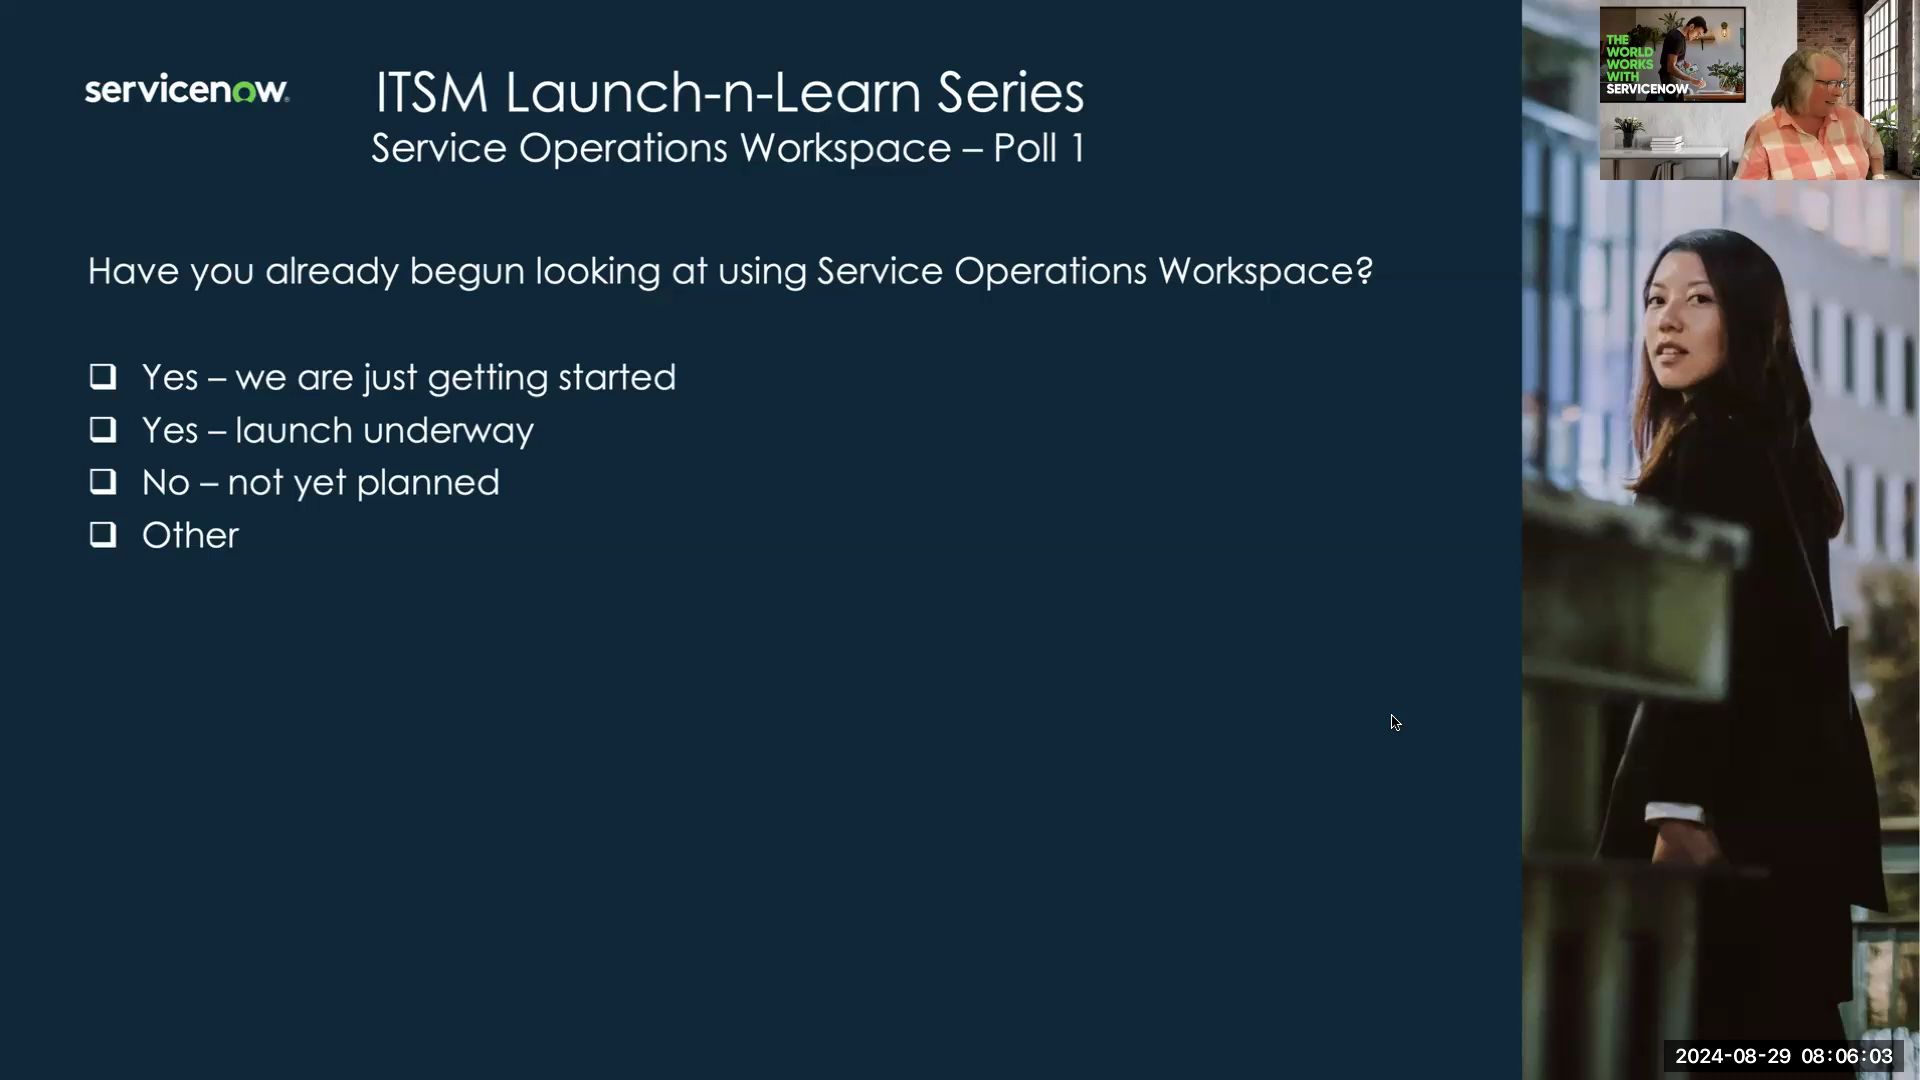 servicenow
ITSM Launch-n-Learn Series
Service Operations Workspace – Poll 1
Have you already begun looking at using Service Operations Workspace?
❑ Yes – we are just getting started
❑ Yes – launch underway
❑ No – not yet planned
❑ Other
THE
WORLD
WORKS
WITH
SERVICENOW
2024-08-29 08:06:03